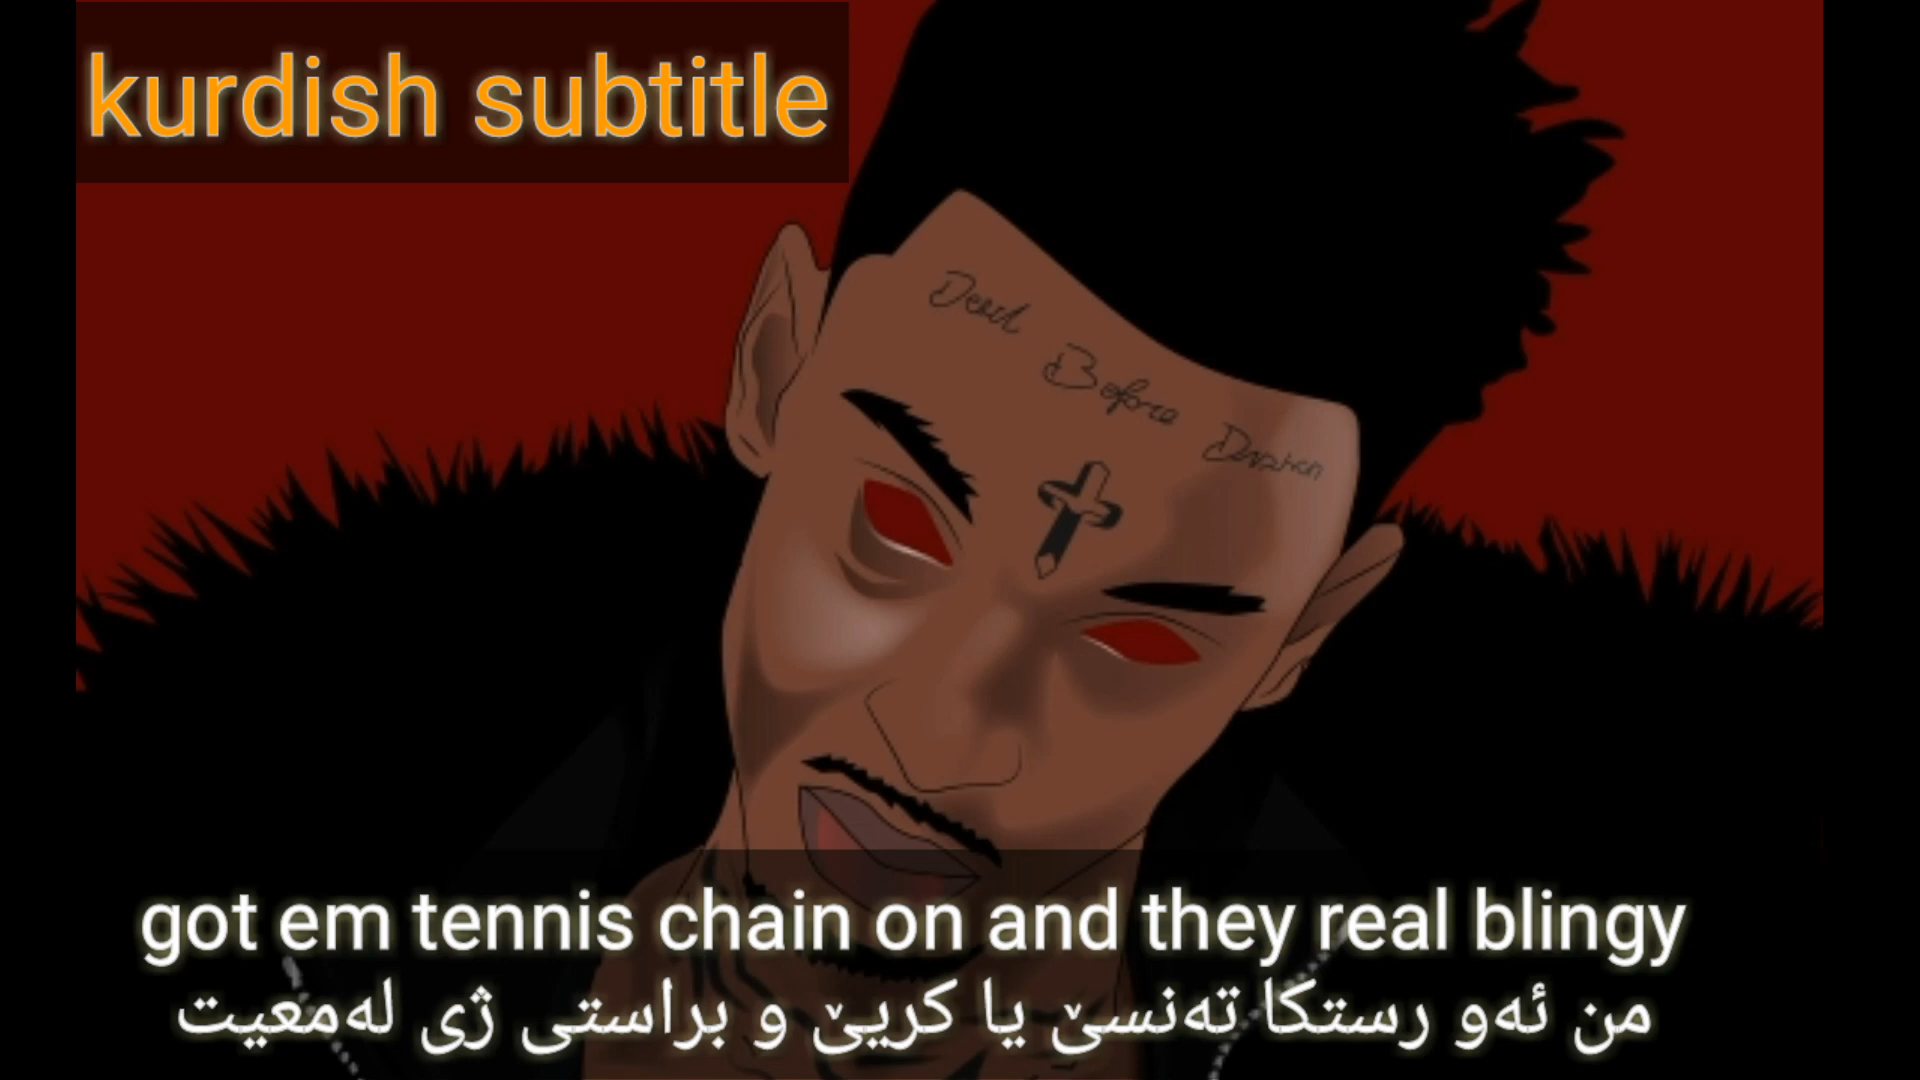 kurdish subtitle
Dead
Before
got em tennis chain on and they real blingy
من ئەو رستکا تەنسێ یا کریێ و براستی ژی لەمعیت